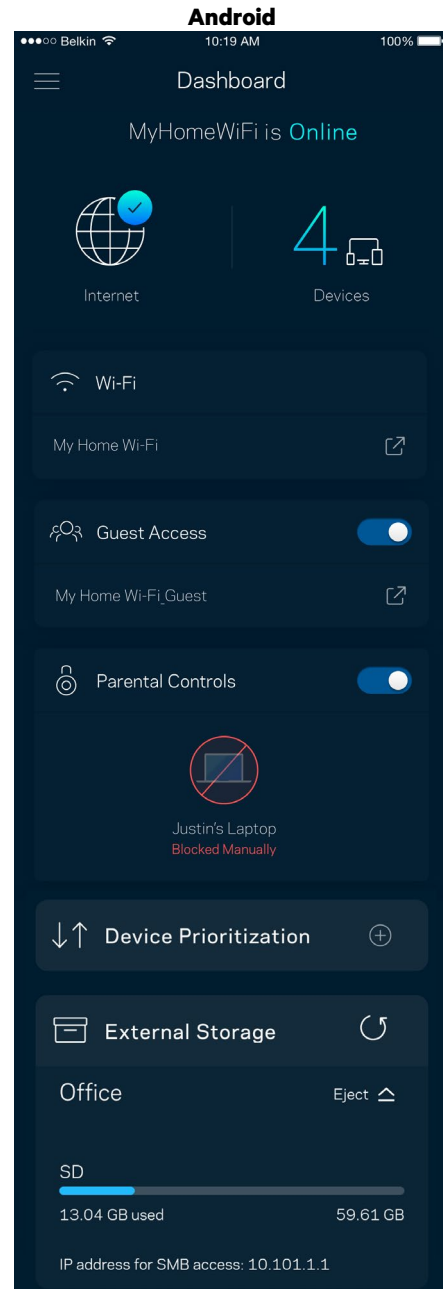 Android
Belkin 10:19 AM 100%
Dashboard
MyHomeWiFi is Online
4
Internet Devices
Wi-Fi
My Home Wi-Fi
Guest Access
My Home Wi-Fi_Guest
Parental Controls
Justin's Laptop
Blocked Manually
Device Prioritization
External Storage
Office Eject
SD
13.04 GB used 59.61 GB
IP address for SMB access: 10.101.1.1